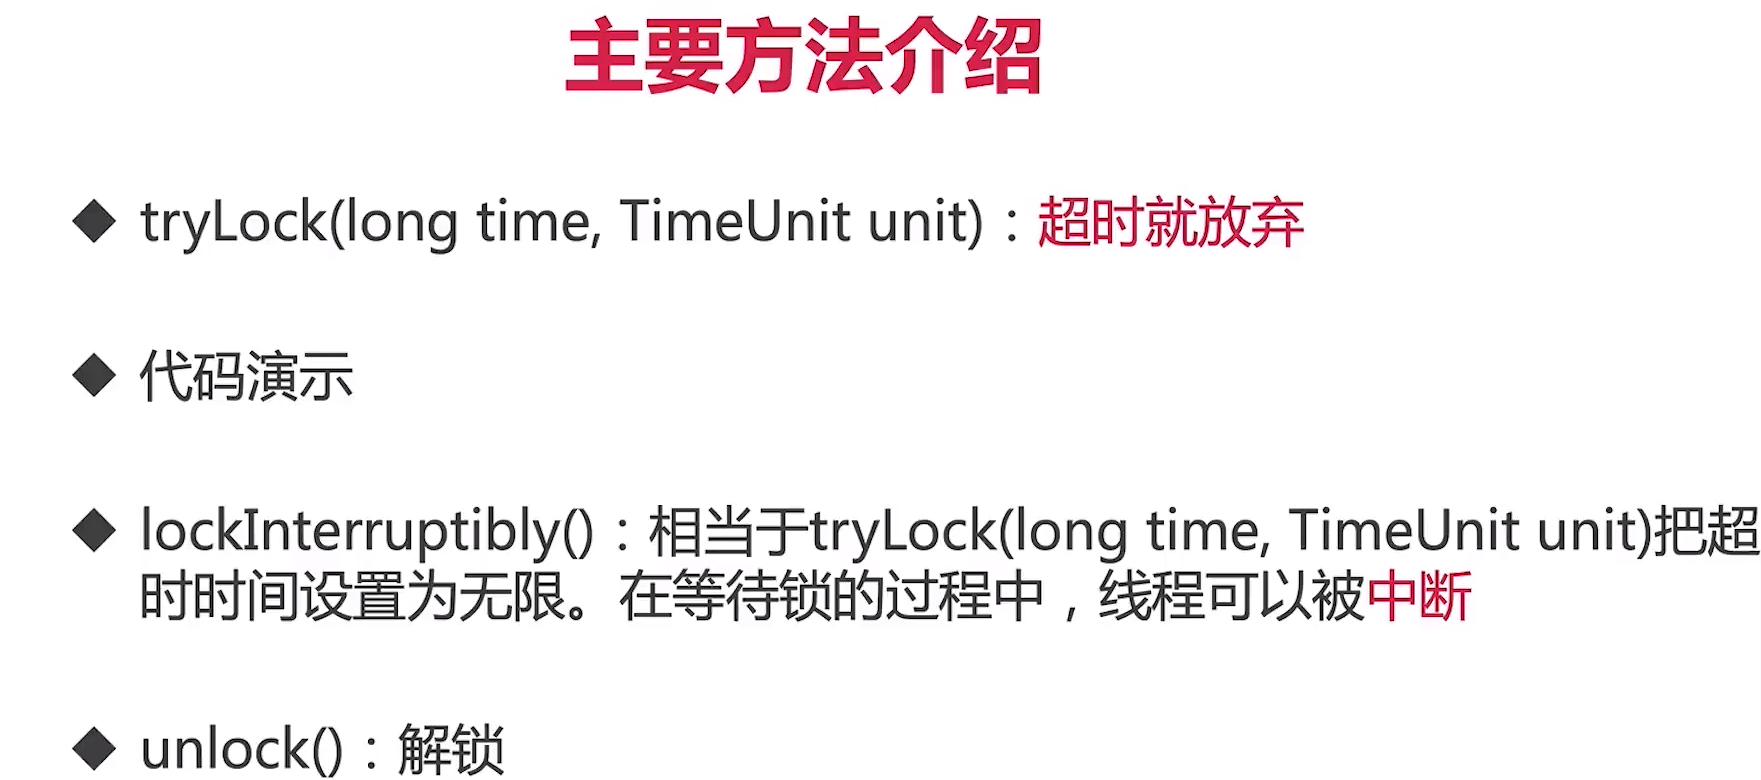 主要方法介绍
◆ tryLock(long time, TimeUnit unit)：超时就放弃
◆ 代码演示
◆ lockInterruptibly()：相当于tryLock(long time, TimeUnit unit)把超
时时间设置为无限。在等待锁的过程中，线程可以被中断
◆ unlock()：解锁